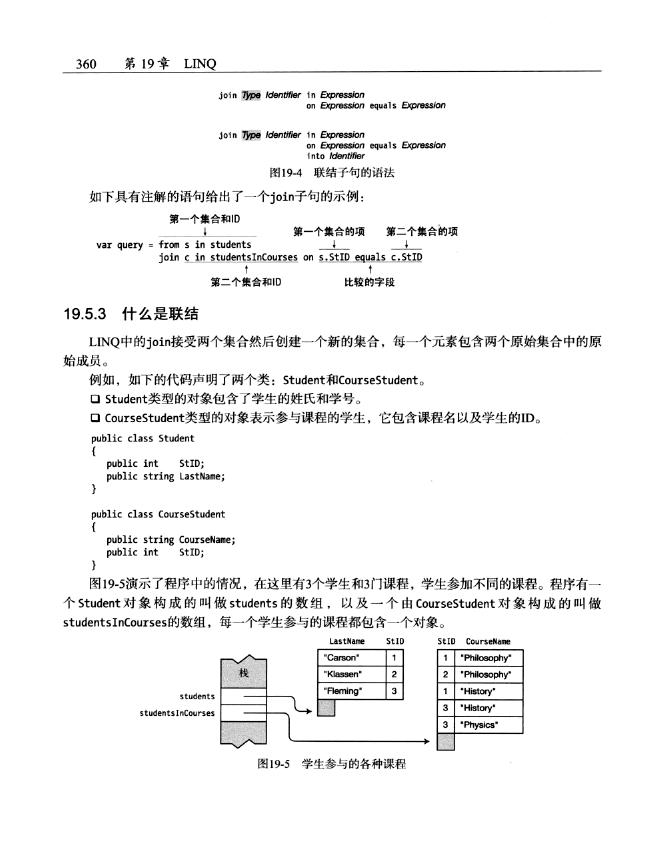 360 第 19 章 LINQ
join Type Identifier in Expression
on Expression equals Expression
join Type Identifier in Expression
on Expression equals Expression
into Identifier
图19-4 联结子句的语法
如下具有注解的语句给出了一个join子句的示例：
第一个集合和ID
第一个集合的项 第二个集合的项
var query = from s in students
join c in studentsInCourses on s.StID equals c.StID
第二个集合和ID 比较的字段
19.5.3 什么是联结
LINQ中的join接受两个集合然后创建一个新的集合，每一个元素包含两个原始集合中的原
始成员。
例如，如下的代码声明了两个类：Student和CourseStudent。
❑ Student类型的对象包含了学生的姓氏和学号。
❑ CourseStudent类型的对象表示参与课程的学生，它包含课程名以及学生的ID。
public class Student
{
public int StID;
public string LastName;
}
public class CourseStudent
{
public string CourseName;
public int StID;
}
图19-5演示了程序中的情况，在这里有3个学生和3门课程，学生参加不同的课程。程序有一
个Student对象构成的叫做students的数组，以及一个由CourseStudent对象构成的叫做
studentsInCourses的数组，每一个学生参与的课程都包含一个对象。
LastName StID StID CourseName
"Carson" 1 1 "Philosophy"
栈 "Klassen" 2 2 "Philosophy"
students "Fleming" 3 1 "History"
studentsInCourses 3 "History"
3 "Physics"
图19-5 学生参与的各种课程